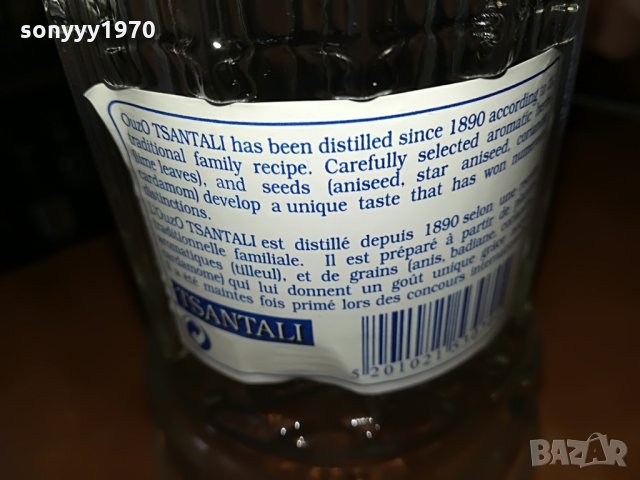 sonyyy1970
OuzO TSANTALI has been distilled since 1890 according to
traditional family recipe. Carefully selected aromatic
(lime leaves), and seeds (aniseed, star aniseed,
cardamom) develop a unique taste that has won
distinctions.
L'OuzO TSANTALI est distillé depuis 1890 selon une
traditionnelle familiale. Il est préparé à partir de
aromatiques (tilleul), et de grains (anis, badiane,
cardamome) qui lui donnent un goût unique grâce
a été maintes fois primé lors des concours
TSANTALI
5 201021
BAZAR